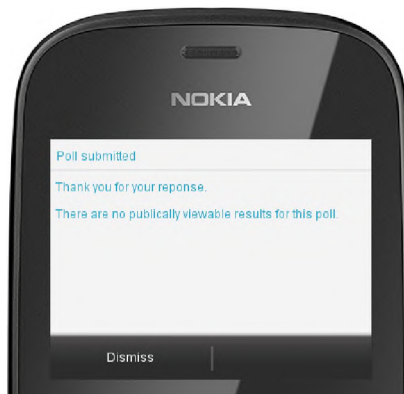 NOKIA
Poll submitted
Thank you for your reponse.
There are no publically viewable results for this poll.
Dismiss